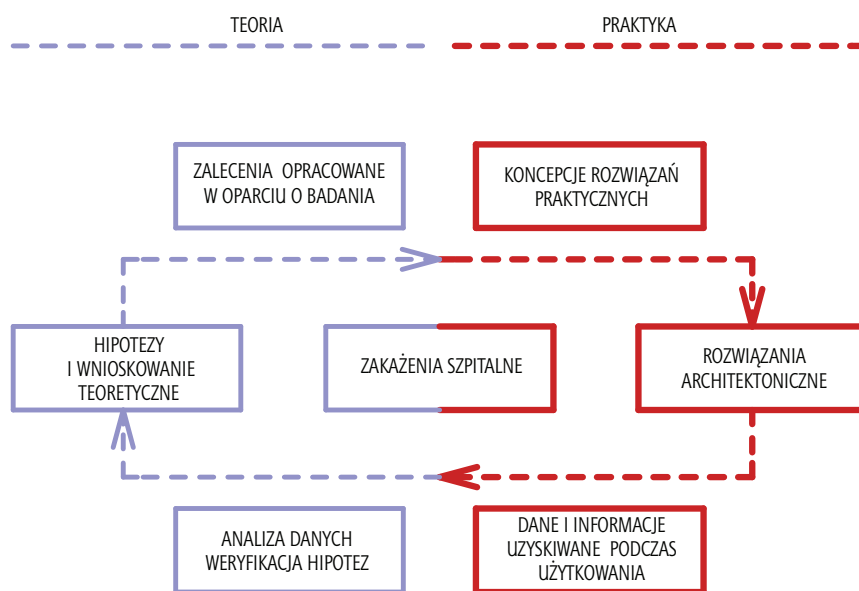 TEORIA
PRAKTYKA
ZALECENIA OPRACOWANE
W OPARCIU O BADANIA
KONCEPCJE ROZWIĄZAŃ
PRAKTYCZNYCH
HIPOTEZY
I WNIOSKOWANIE
TEORETYCZNE
ZAKAŻENIA SZPITALNE
ROZWIĄZANIA
ARCHITEKTONICZNE
ANALIZA DANYCH
WERYFIKACJA HIPOTEZ
DANE I INFORMACJE
UZYSKIWANE PODCZAS
UŻYTKOWANIA